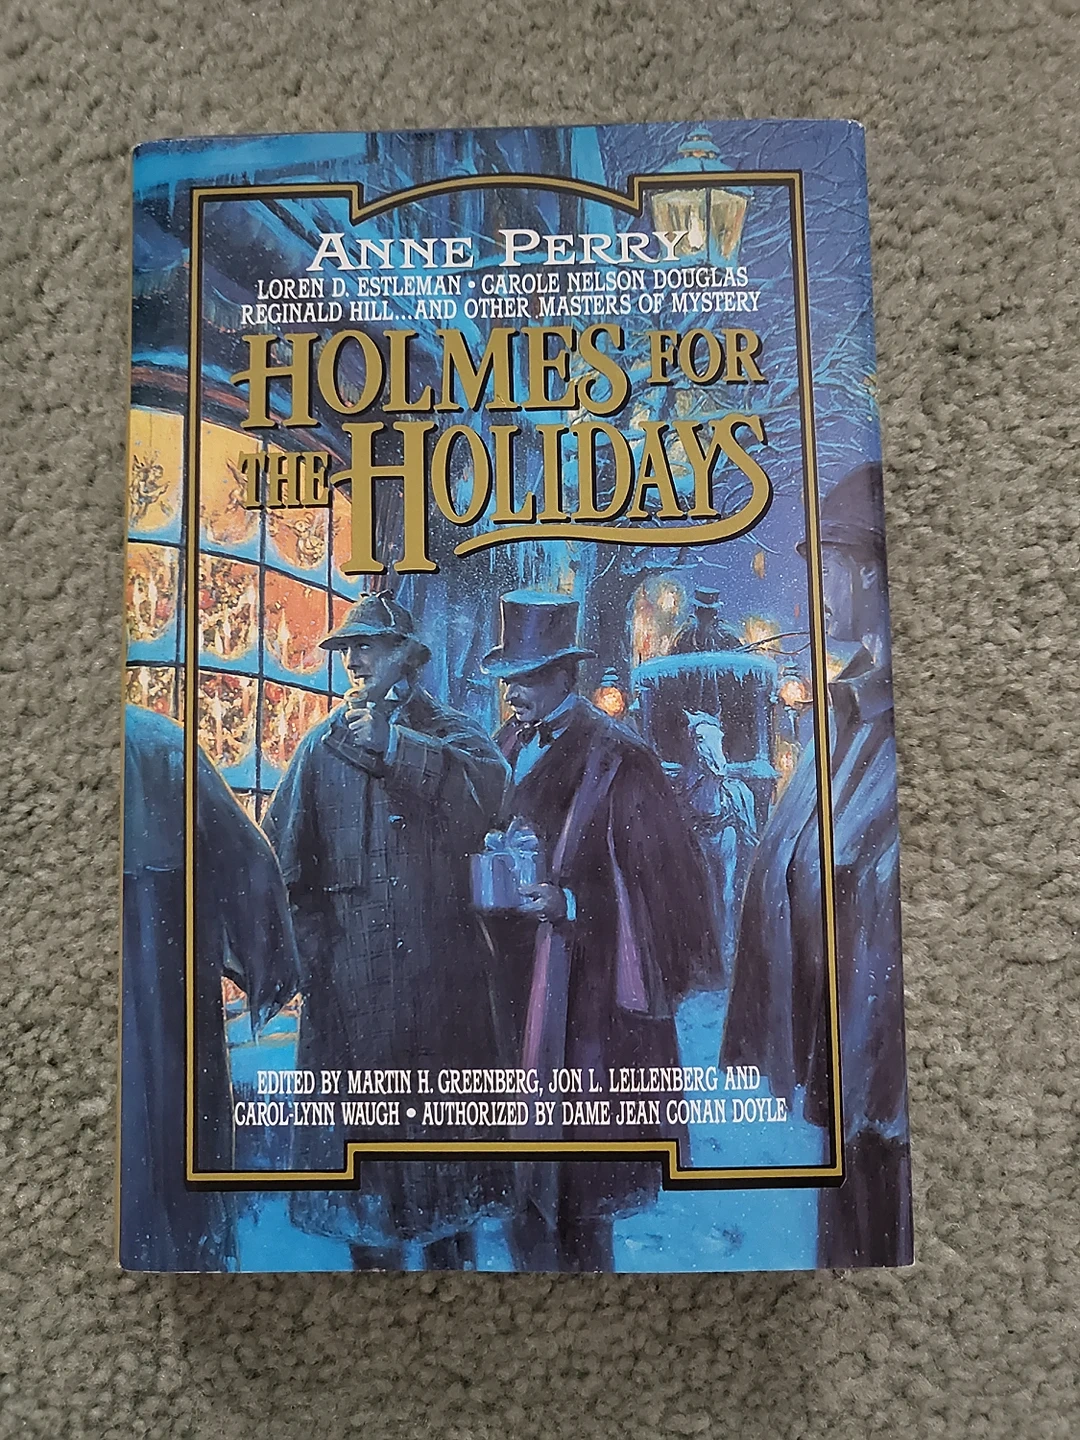 ANNE PERRY
LOREN D. ESTLEMAN • CAROLE NELSON DOUGLAS
REGINALD HILL...AND OTHER MASTERS OF MYSTERY
HOLMES FOR
THE HOLIDAYS
EDITED BY MARTIN H. GREENBERG, JON L. LELLENBERG AND
CAROL-LYNN WAUGH • AUTHORIZED BY DAME JEAN CONAN DOYLE